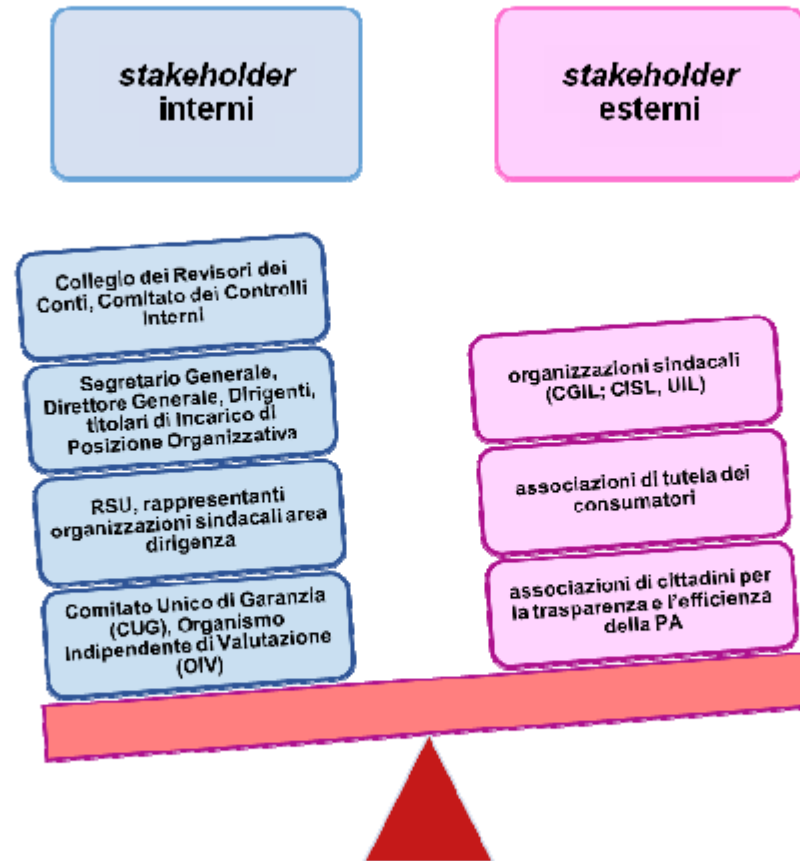 stakeholder
interni
stakeholder
esterni
Collegio dei Revisori dei
Conti, Comitato dei Controlli
Interni
Segretario Generale,
Direttore Generale, Dirigenti,
titolari di Incarico di
Posizione Organizzativa
RSU, rappresentanti
organizzazioni sindacali area
dirigenza
Comitato Unico di Garanzia
(CUG), Organismo
Indipendente di Valutazione
(OIV)
organizzazioni sindacali
(CGIL; CISL, UIL)
associazioni di tutela dei
consumatori
associazioni di cittadini per
la trasparenza e l'efficienza
della PA